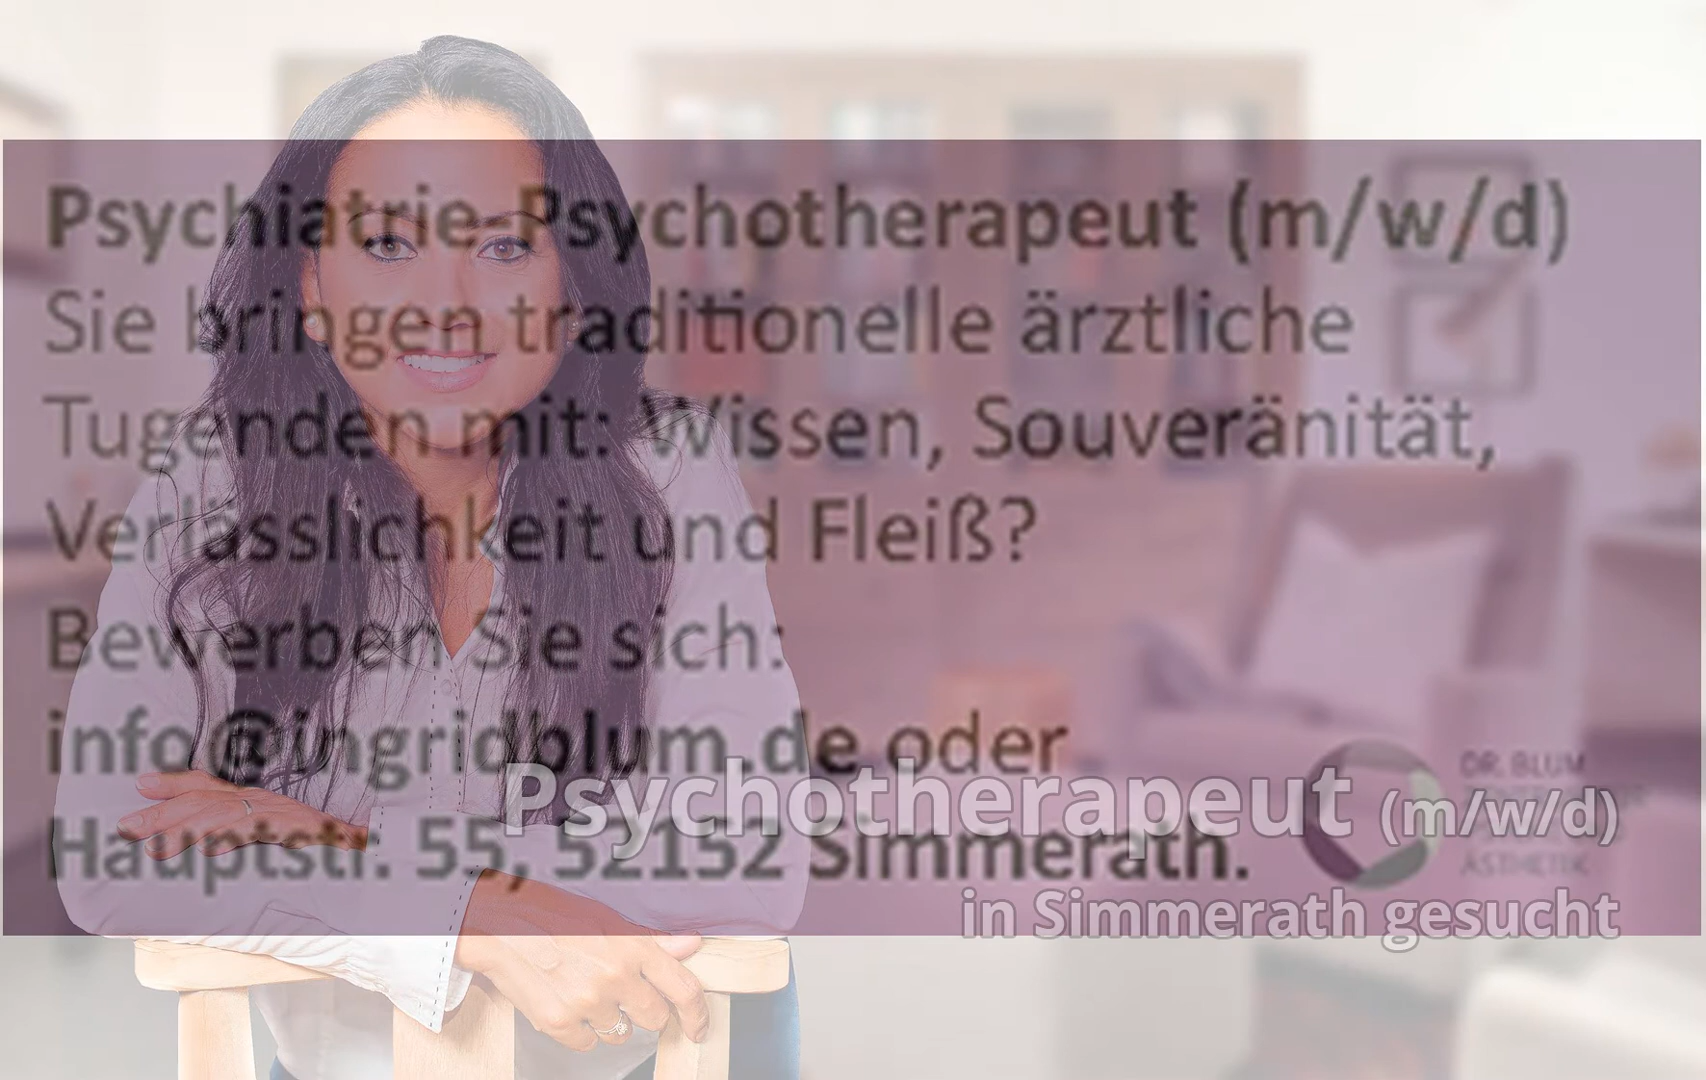 Psychiatrie-Psychotherapeut (m/w/d)
Sie bringen traditionelle ärztliche
Tugenden mit: Wissen, Souveränität,
Verlässlichkeit und Fleiß?
Bewerben Sie sich:
info@ingridblum.de oder
Hauptstr. 55, 52152 Simmerath.
Psychotherapeut (m/w/d)
in Simmerath gesucht
DR. BLUM
ÄSTHETIK